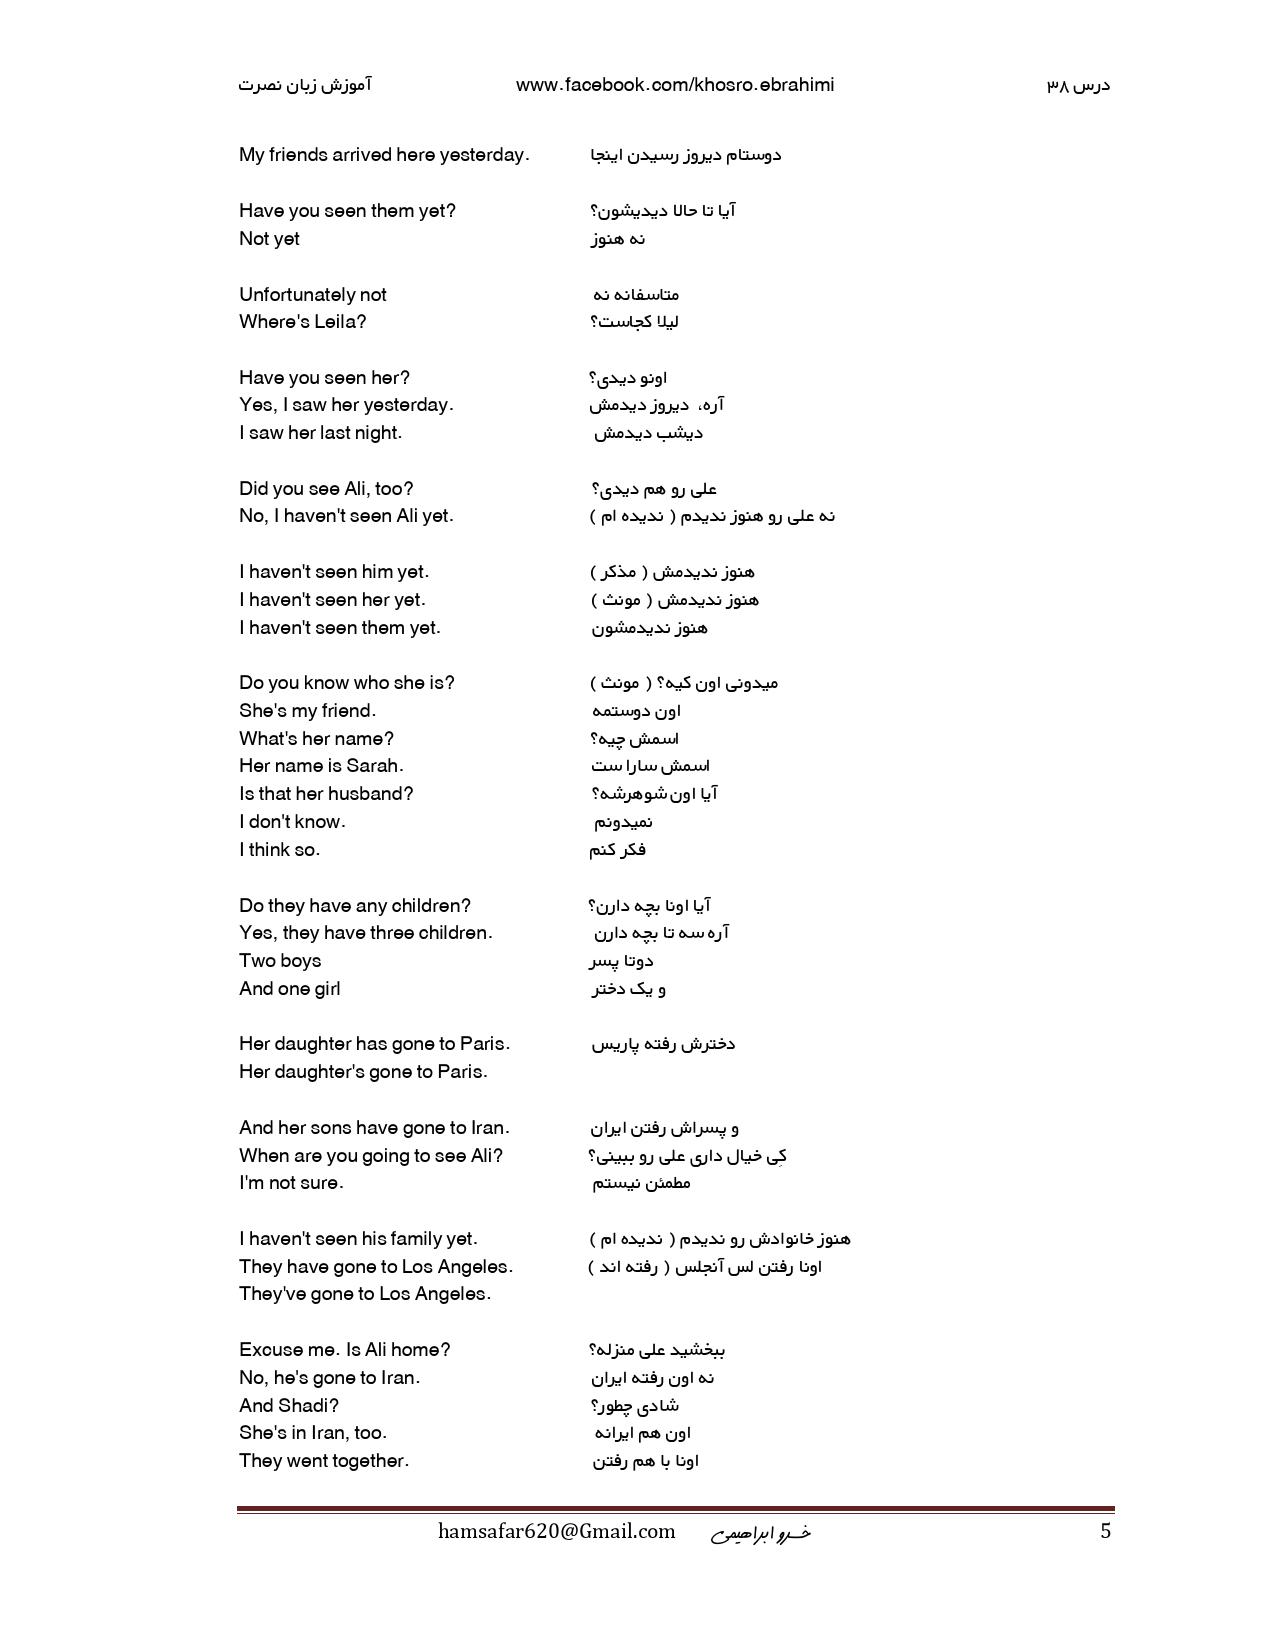 آموزش زبان نصرت www.facebook.com/khosro.ebrahimi درس ۳۸
My friends arrived here yesterday. دوستام دیروز رسیدن اینجا
Have you seen them yet? آیا تا حالا دیدیشون؟
Not yet نه هنوز
Unfortunately not متاسفانه نه
Where's Leila? لیلا کجاست؟
Have you seen her? اونو دیدی؟
Yes, I saw her yesterday. آره، دیروز دیدمش
I saw her last night. دیشب دیدمش
Did you see Ali, too? علی رو هم دیدی؟
No, I haven't seen Ali yet. نه علی رو هنوز ندیدم ( ندیده ام )
I haven't seen him yet. هنوز ندیدمش ( مذکر )
I haven't seen her yet. هنوز ندیدمش ( مونث )
I haven't seen them yet. هنوز ندیدمشون
Do you know who she is? میدونی اون کیه؟ ( مونث )
She's my friend. اون دوستمه
What's her name? اسمش چیه؟
Her name is Sarah. اسمش سارا ست
Is that her husband? آیا اون شوهرشه؟
I don't know. نمیدونم
I think so. فکر کنم
Do they have any children? آیا اونا بچه دارن؟
Yes, they have three children. آره سه تا بچه دارن
Two boys دوتا پسر
And one girl و یک دختر
Her daughter has gone to Paris. دخترش رفته پاریس
Her daughter's gone to Paris.
And her sons have gone to Iran. و پسراش رفتن ایران
When are you going to see Ali? کِی خیال داری علی رو ببینی؟
I'm not sure. مطمئن نیستم
I haven't seen his family yet. هنوز خانوادش رو ندیدم ( ندیده ام )
They have gone to Los Angeles. اونا رفتن لس آنجلس ( رفته اند )
They've gone to Los Angeles.
Excuse me. Is Ali home? ببخشید علی منزله؟
No, he's gone to Iran. نه اون رفته ایران
And Shadi? شادی چطور؟
She's in Iran, too. اون هم ایرانه
They went together. اونا با هم رفتن
hamsafar620@Gmail.com خسرو ابراهیمی 5